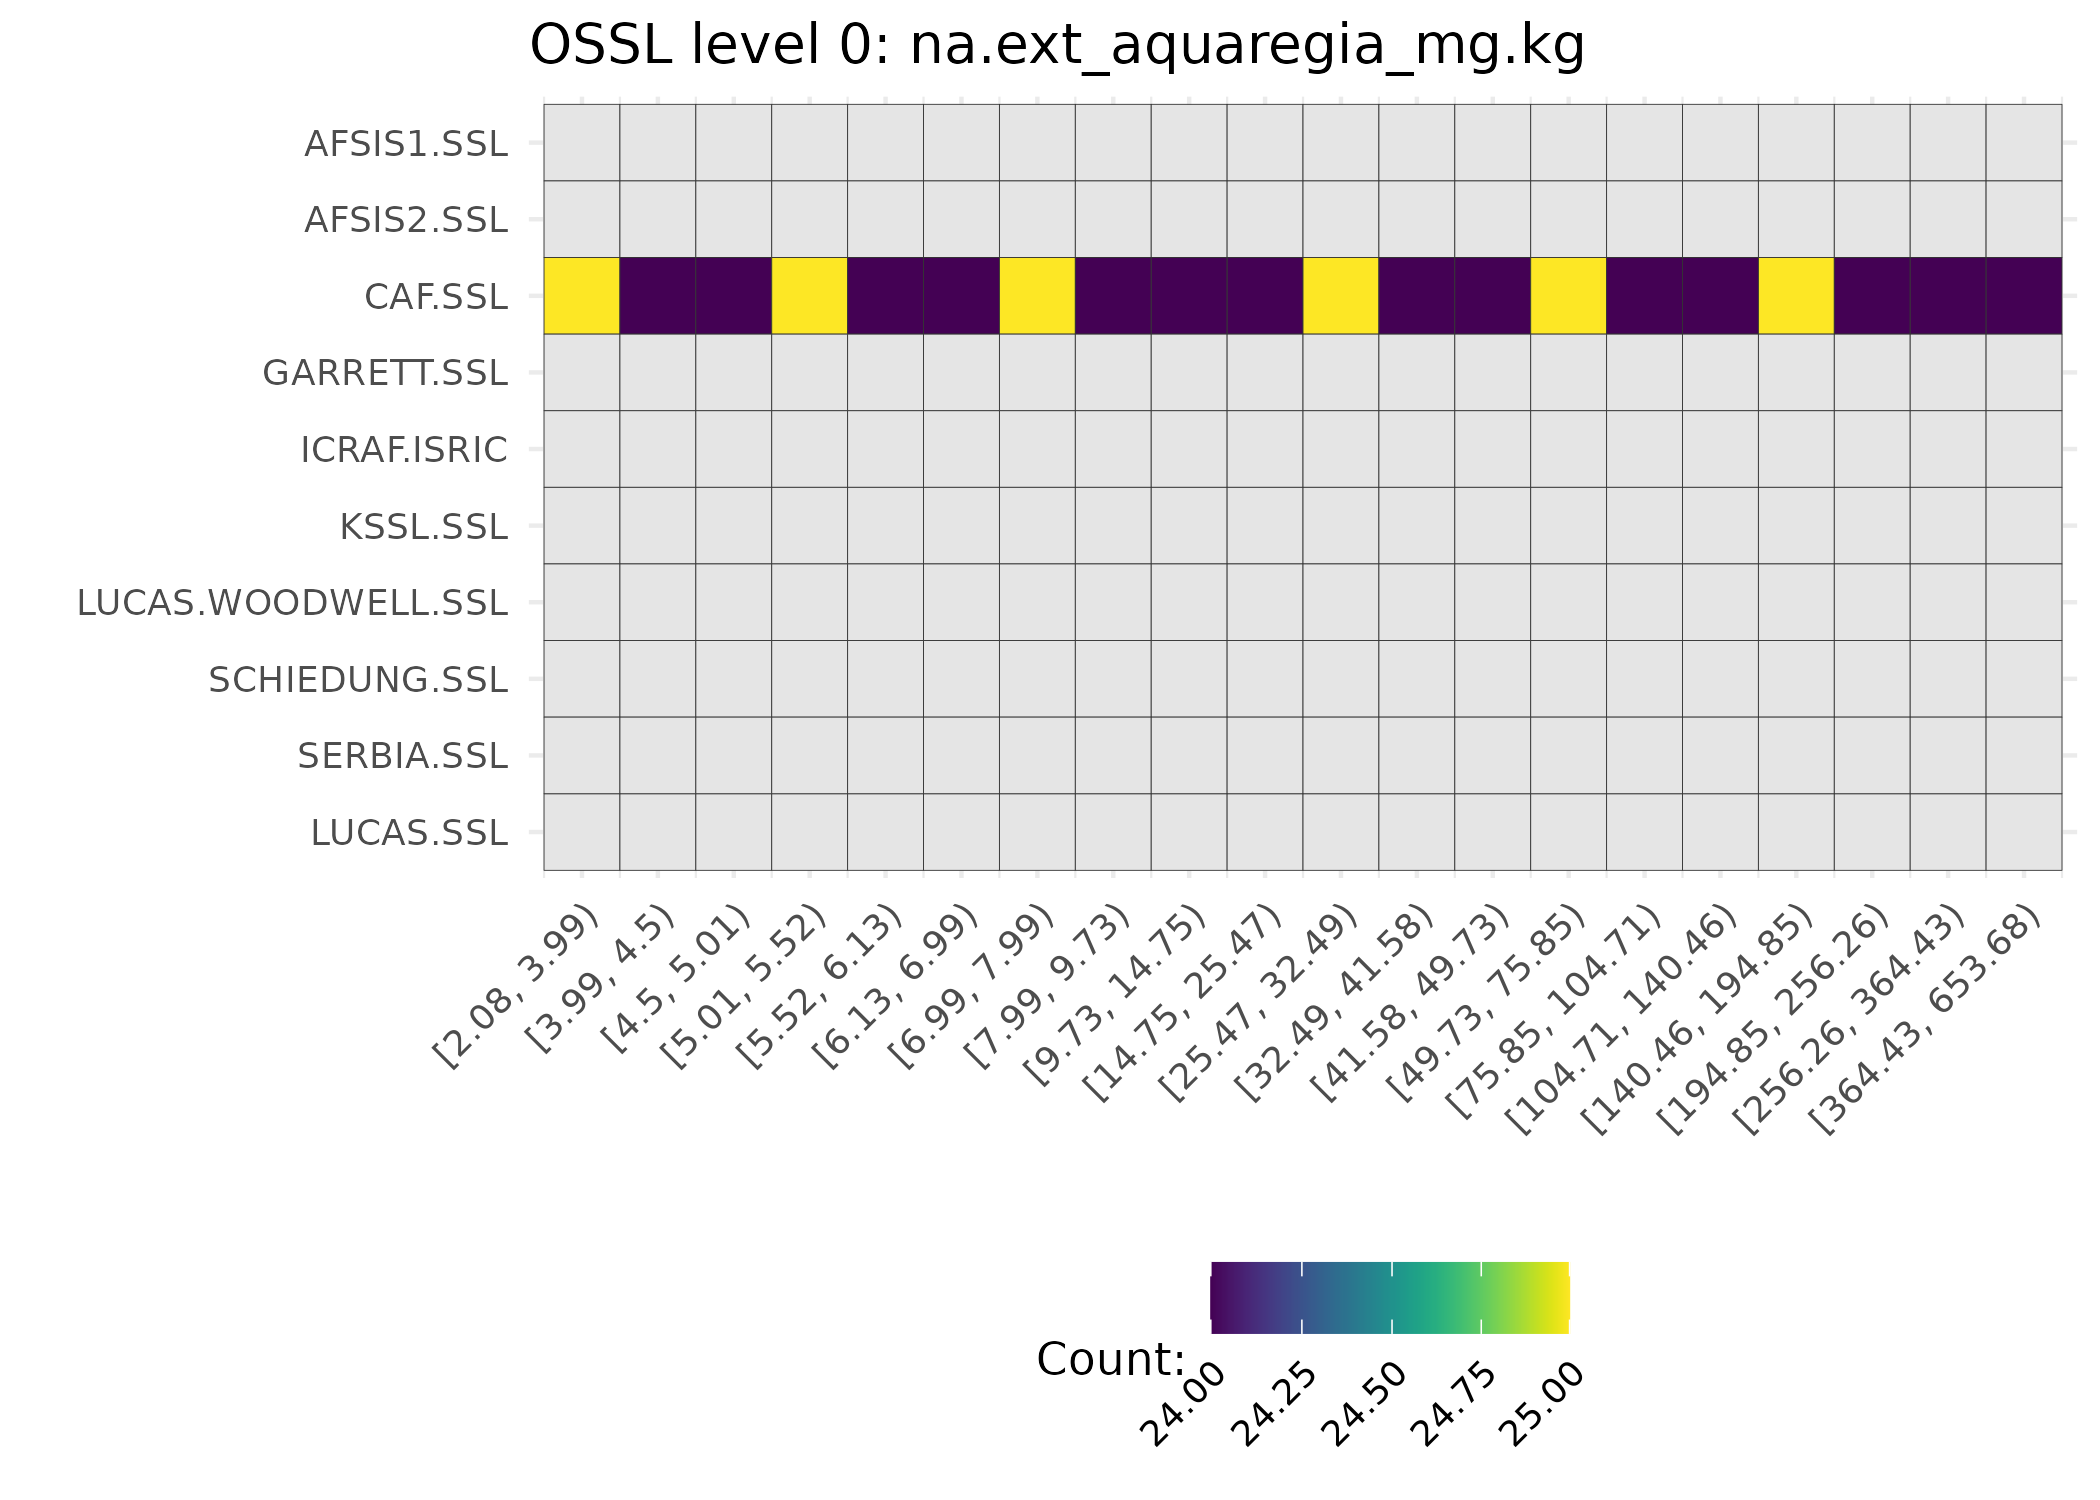 OSSL level 0: na.ext_aquaregia_mg.kg
AFSIS1.SSL
AFSIS2.SSL
CAF.SSL
GARRETT.SSL
ICRAF.ISRIC
KSSL.SSL
LUCAS.WOODWELL.SSL
SCHIEDUNG.SSL
SERBIA.SSL
LUCAS.SSL
[2.08, 3.99)
[3.99, 4.5)
[4.5, 5.01)
[5.01, 5.52)
[5.52, 6.13)
[6.13, 6.99)
[6.99, 7.99)
[7.99, 9.73)
[9.73, 14.75)
[14.75, 25.47)
[25.47, 32.49)
[32.49, 41.58)
[41.58, 49.73)
[49.73, 75.85)
[75.85, 104.71)
[104.71, 140.46)
[140.46, 194.85)
[194.85, 256.26)
[256.26, 364.43)
[364.43, 653.68)
Count:
24.00
24.25
24.50
24.75
25.00